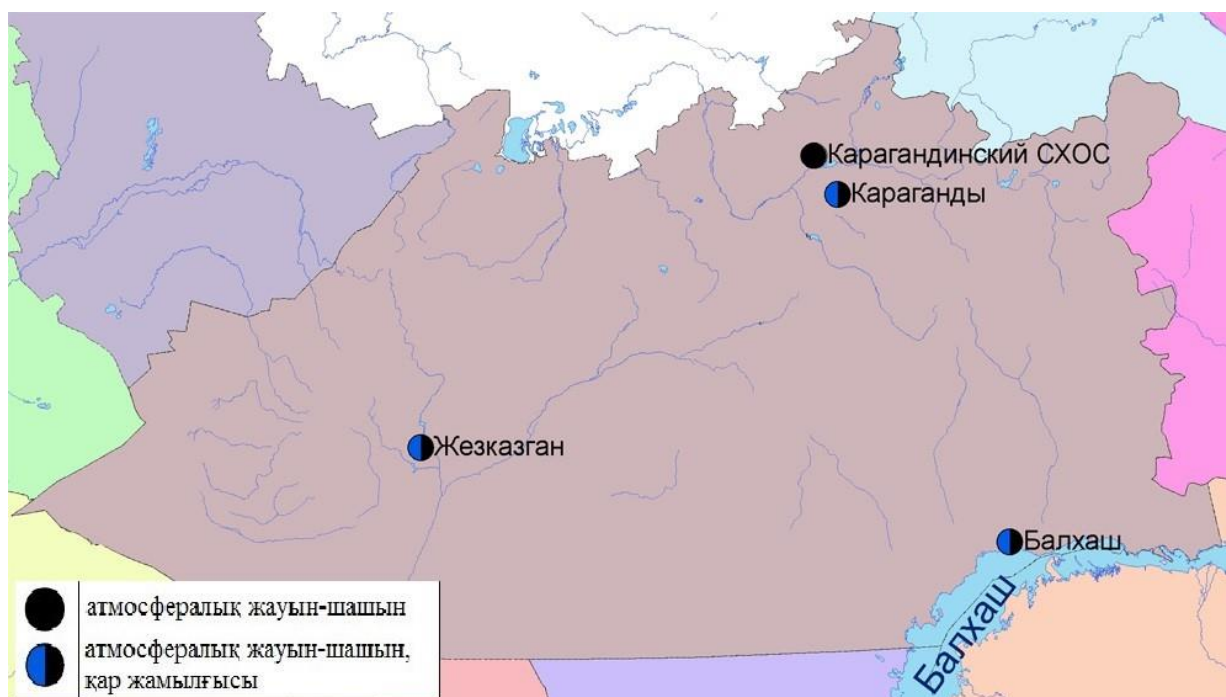 Карагандинский СХОС
Караганды
Жезказган
Балхаш
Балхаш
атмосфералық жауын-шашын
атмосфералық жауын-шашын,
қар жамылғысы